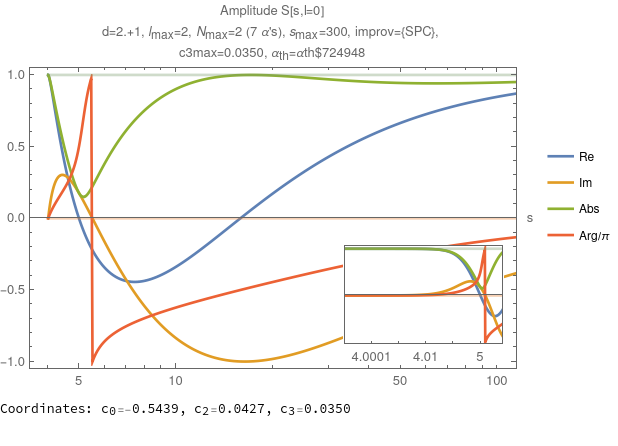 Amplitude S[s,l=0]
d=2.+1, lmax=2, Nmax=2 (7 α's), smax=300, improv={SPC},
c3max=0.0350, αth=αth$724948
1.0
0.5
0.0
−0.5
−1.0
5
10
50
100
s
4.0001
4.01
5
Re
Im
Abs
Arg/π
Coordinates: c0=-0.5439, c2=0.0427, c3=0.0350